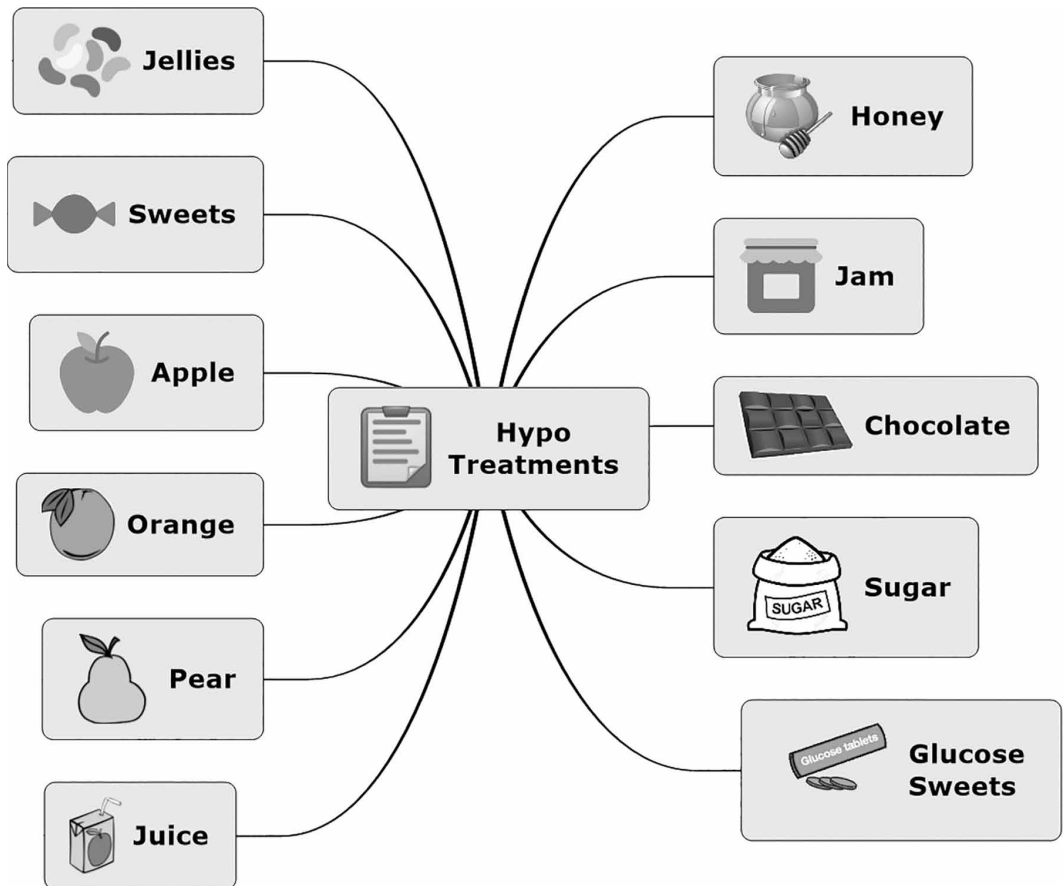 Jellies
Sweets
Apple
Orange
Pear
Juice
Hypo
Treatments
Honey
Jam
Chocolate
SUGAR
Sugar
Glucose tablets
Glucose
Sweets